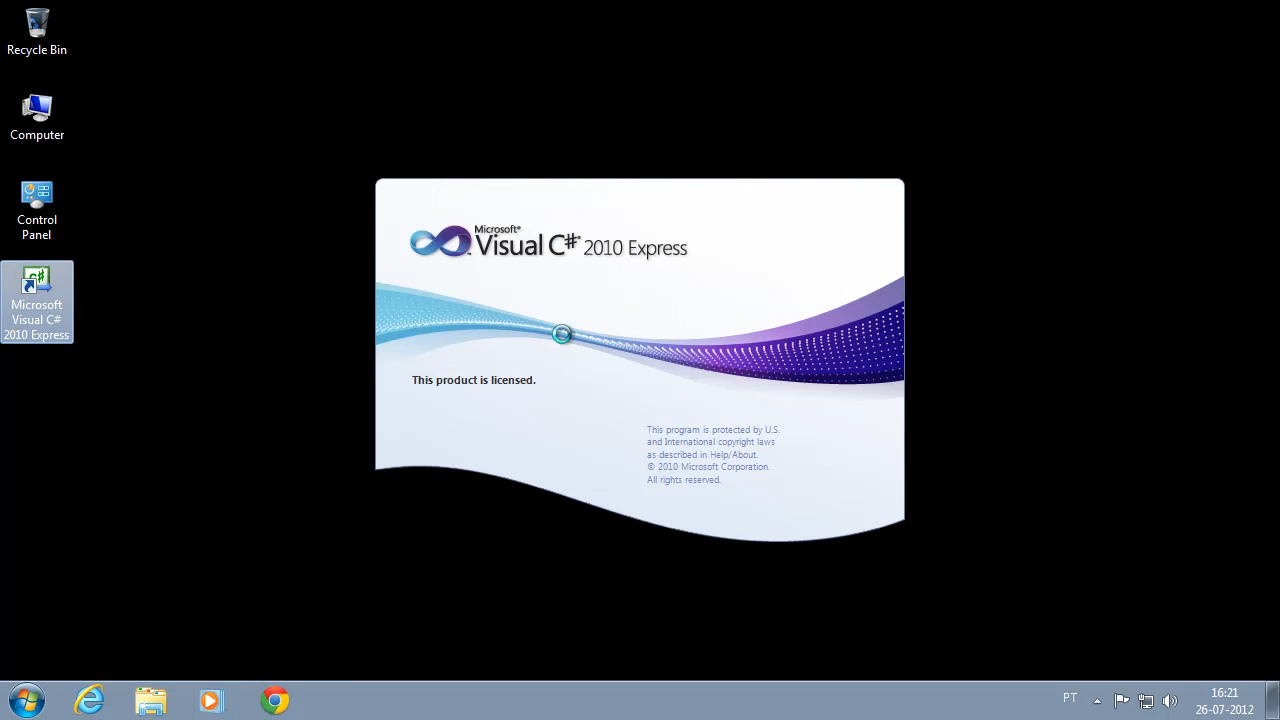 Recycle Bin
Computer
Control
Panel
Microsoft
Visual C#
2010 Express
Microsoft®
Visual C#® 2010 Express
This product is licensed.
This program is protected by U.S.
and International copyright laws
as described in Help/About.
© 2010 Microsoft Corporation.
All rights reserved.
PT
16:21
26-07-2012